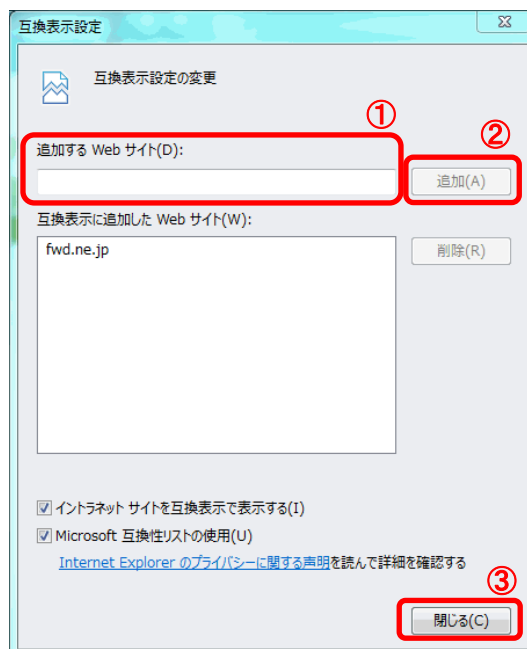 互換表示設定
互換表示設定の変更
①
②
追加する Web サイト(D):
追加(A)
互換表示に追加した Web サイト(W):
fwd.ne.jp
削除(R)
イントラネット サイトを互換表示で表示する(I)
Microsoft 互換性リストの使用(U)
Internet Explorer のプライバシーに関する声明を読んで詳細を確認する
③
閉じる(C)